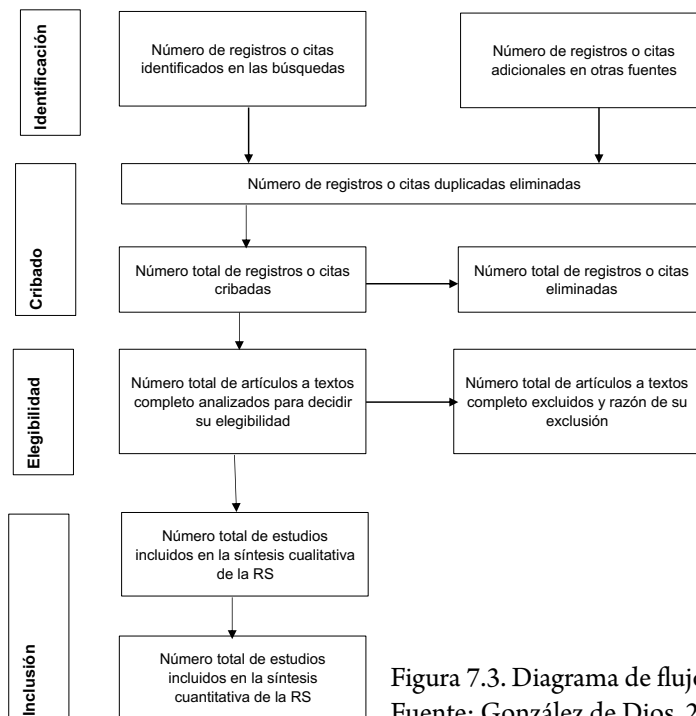 Identificación
Número de registros o citas
identificados en las búsquedas
Número de registros o citas
adicionales en otras fuentes
Número de registros o citas duplicadas eliminadas
Cribado
Número total de registros o citas
cribadas
Número total de registros o citas
eliminadas
Elegibilidad
Número total de artículos a textos
completo analizados para decidir
su elegibilidad
Número total de artículos a textos
completo excluidos y razón de su
exclusión
Número total de estudios
incluidos en la síntesis cualitativa
de la RS
Inclusión
Número total de estudios
incluidos en la síntesis
cuantitativa de la RS
Figura 7.3. Diagrama de
Fuente: González de Dios,